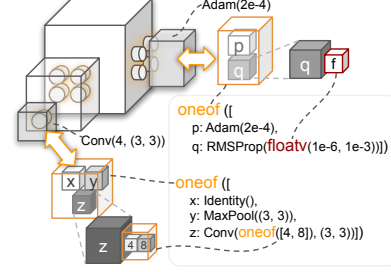 Adam(2e-4)
p
q
q
f
Conv(4, (3, 3))
oneof ([
p: Adam(2e-4),
q: RMSProp(floatv(1e-6, 1e-3))])
x
y
z
z
4 8
oneof ([
x: Identity(),
y: MaxPool((3, 3)),
z: Conv(oneof([4, 8]), (3, 3))])